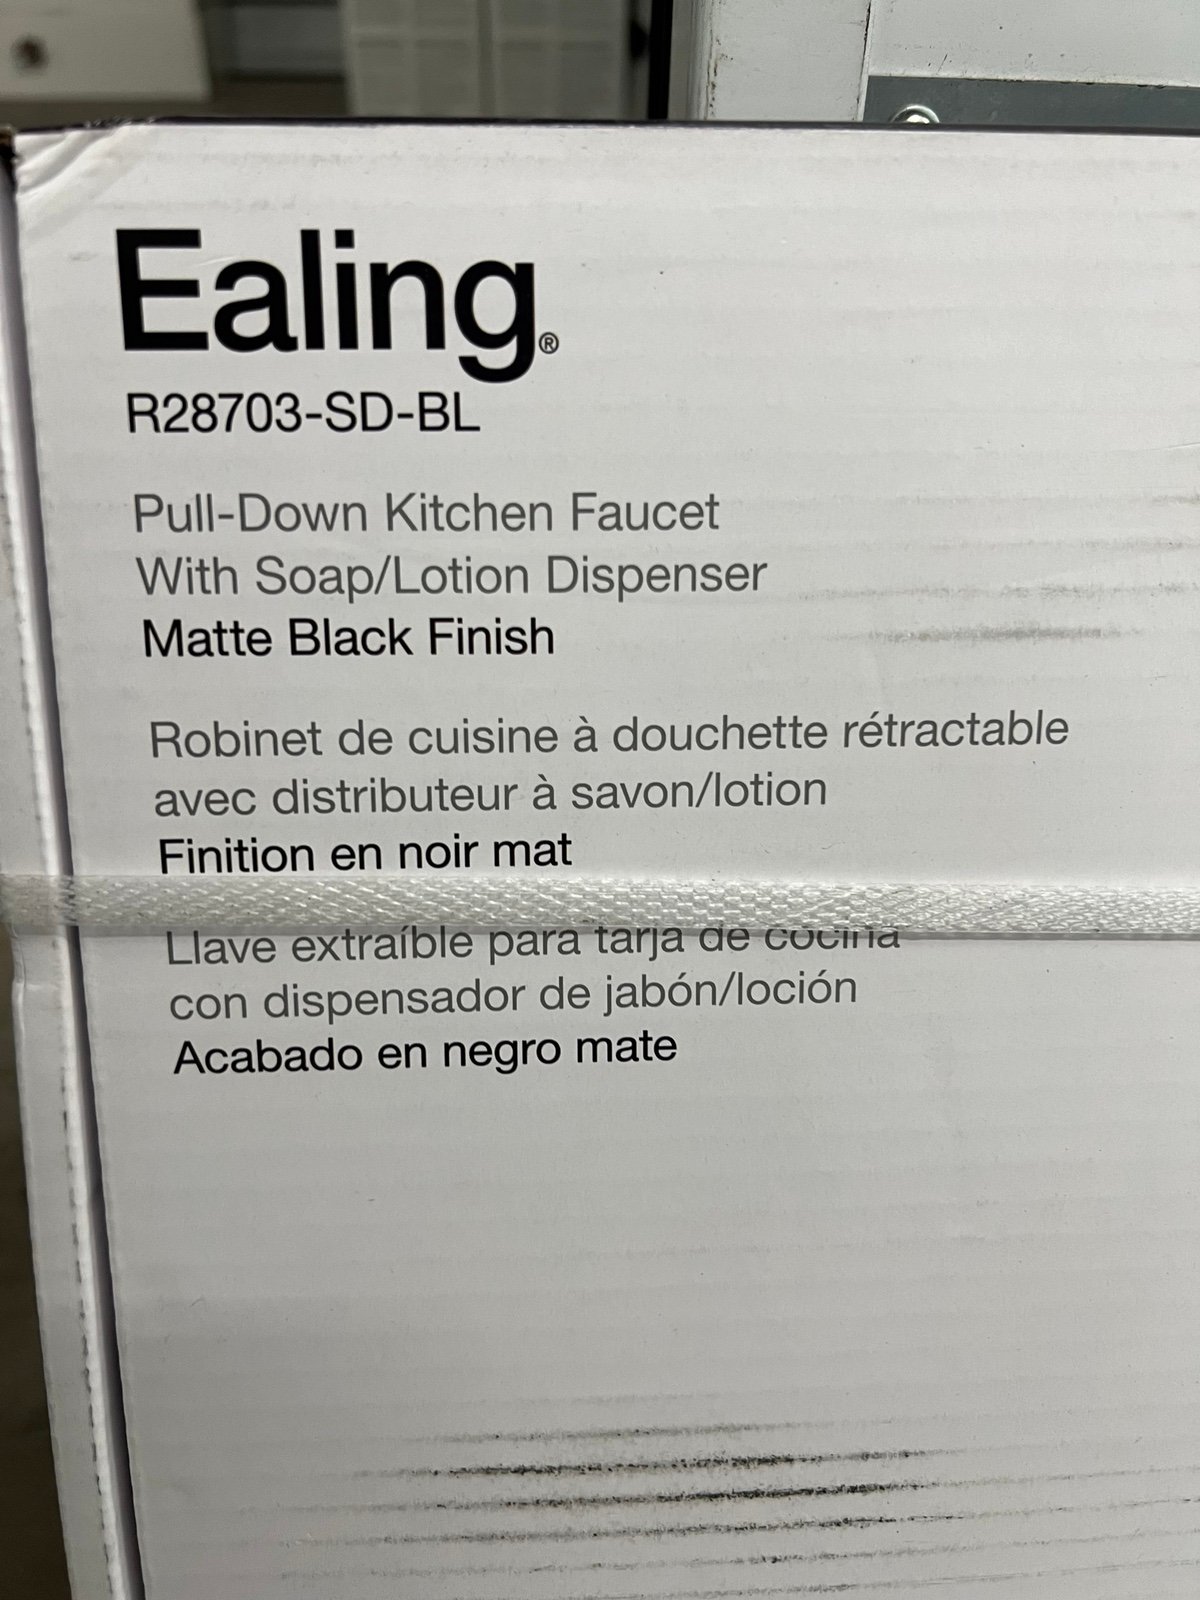 Ealing®
R28703-SD-BL
Pull-Down Kitchen Faucet
With Soap/Lotion Dispenser
Matte Black Finish
Robinet de cuisine à douchette rétractable
avec distributeur à savon/lotion
Finition en noir mat
Llave extraíble para tarja de cocina
con dispensador de jabón/loción
Acabado en negro mate